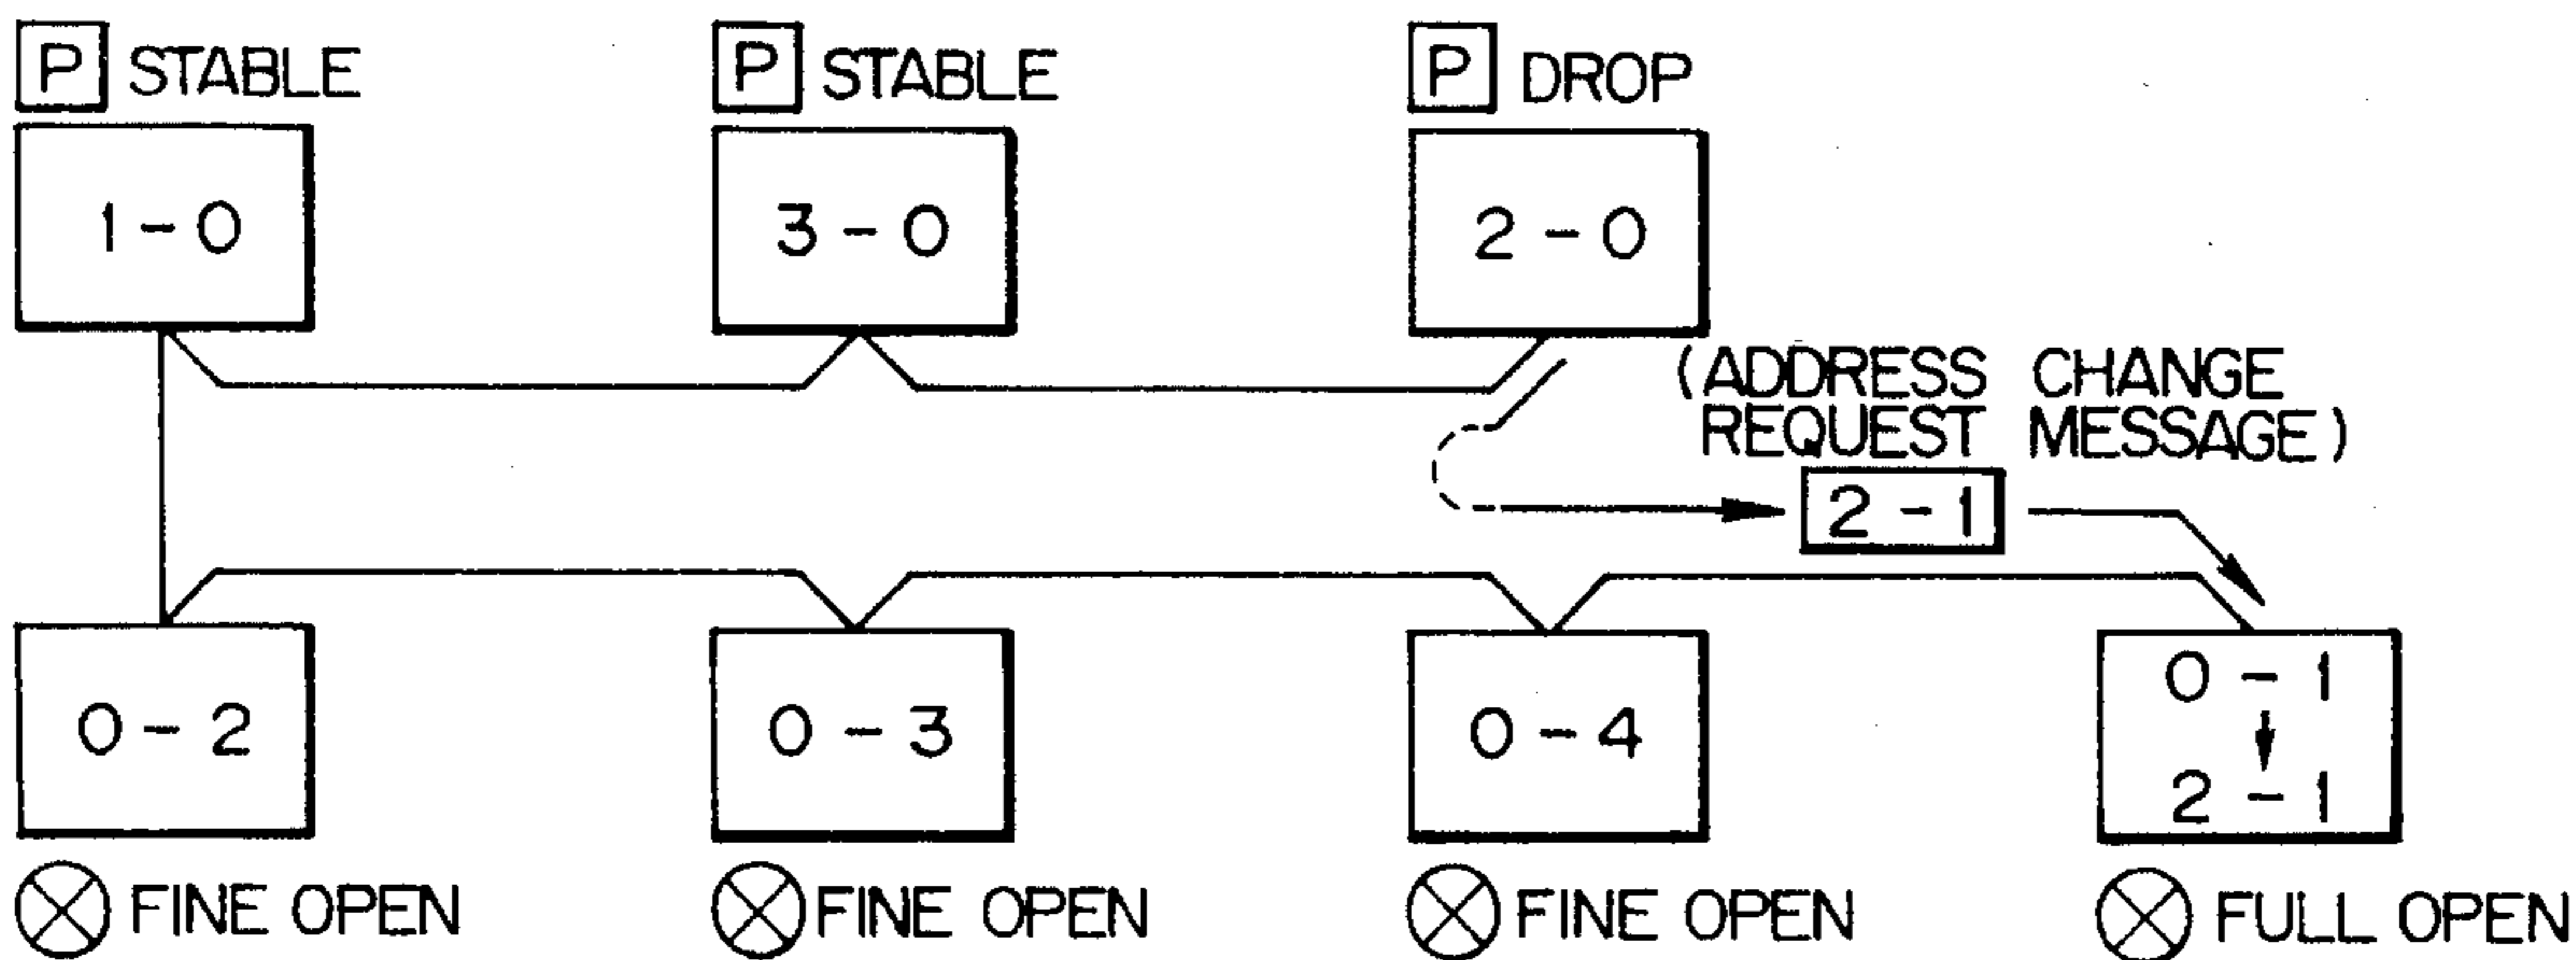 P STABLE
P STABLE
P DROP
1-0
3-0
2-0
(ADDRESS CHANGE
REQUEST MESSAGE)
2-1
0-2
0-3
0-4
0-1
2-1
FINE OPEN
FINE OPEN
FINE OPEN
FULL OPEN